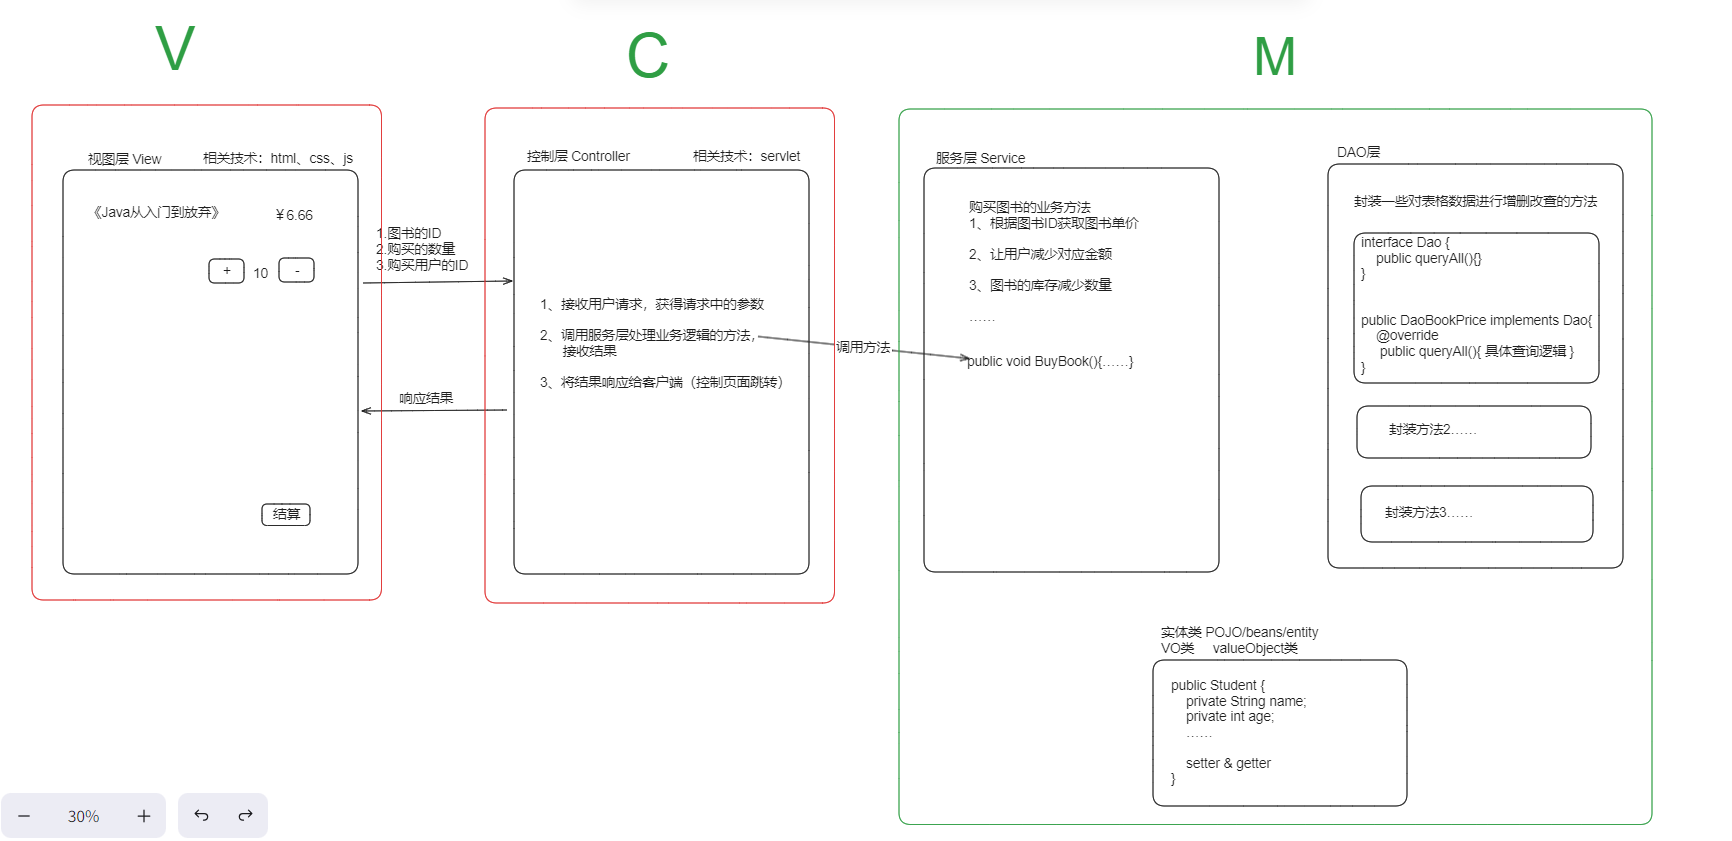 V
C
M
视图层 View
相关技术：html、css、js
《Java从入门到放弃》
￥6.66
+
10
-
结算
1.图书的ID
2.购买的数量
3.购买用户的ID
响应结果
控制层 Controller
相关技术：servlet
1、接收用户请求，获得请求中的参数
2、调用服务层处理业务逻辑的方法，
接收结果
3、将结果响应给客户端（控制页面跳转）
调用方法
服务层 Service
购买图书的业务方法
1、根据图书ID获取图书单价
2、让用户减少对应金额
3、图书的库存减少数量
……
public void BuyBook(){……}
DAO层
封装一些对表格数据进行增删改查的方法
interface Dao {
public queryAll(){}
}
public DaoBookPrice implements Dao{
@override
public queryAll(){ 具体查询逻辑 }
}
封装方法2……
封装方法3……
实体类 POJO/beans/entity
VO类 valueObject类
public Student {
private String name;
private int age;
……
setter & getter
}
30%